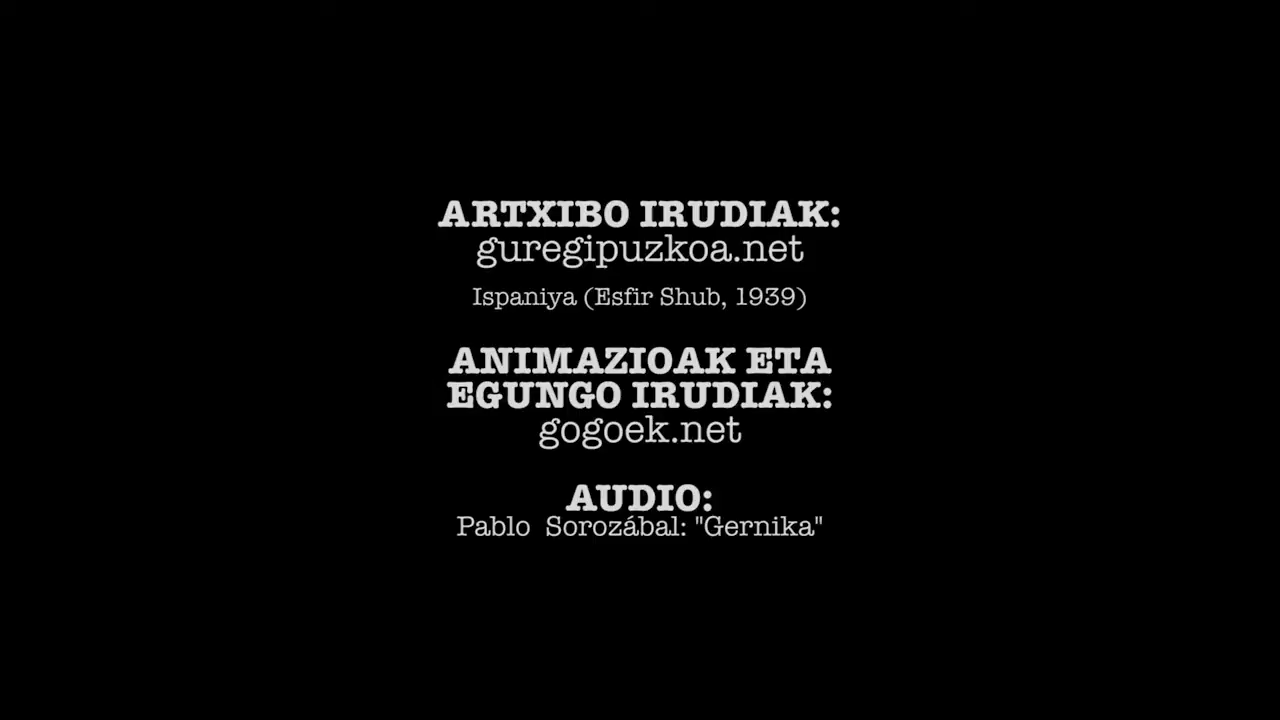 ARTXIBO IRUDIAK:
guregipuzkoa.net
Ispaniya (Esfir Shub, 1939)
ANIMAZIOAK ETA
EGUNGO IRUDIAK:
gogoek.net
AUDIO:
Pablo  Sorozábal: "Gernika"